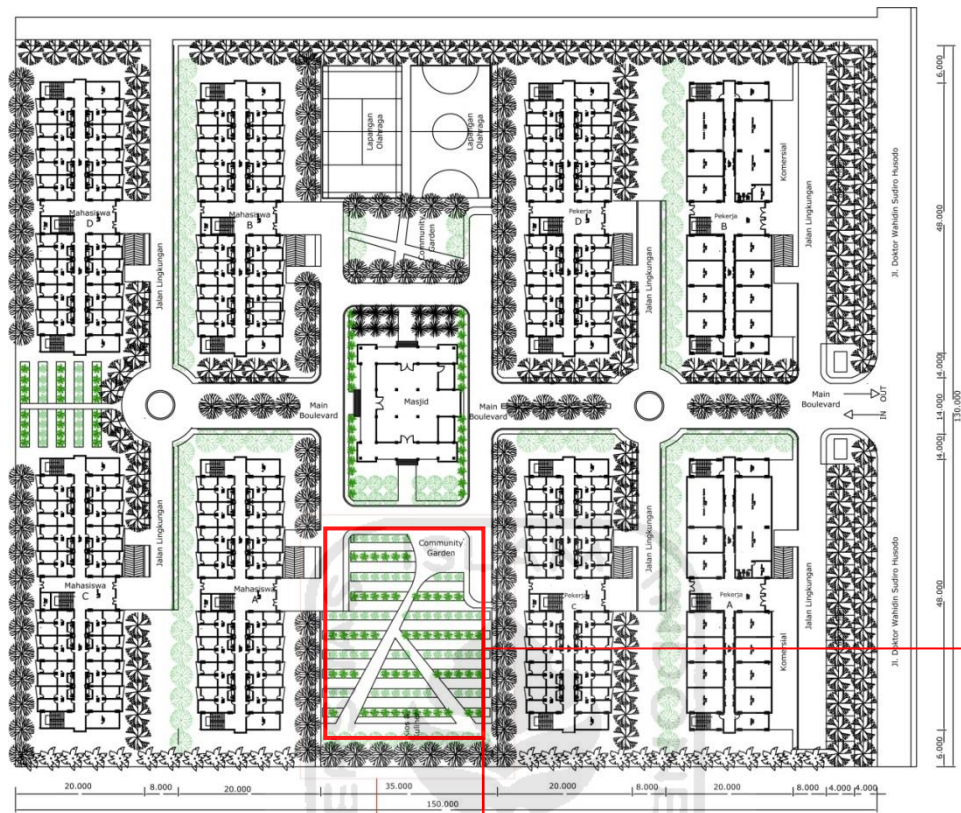 Lapangan
Olahraga
Lapangan
Olahraga
Komersial
Jalan Lingkungan
Jl. Doktor Wahidin Sudiro Husodo
6.000
48.000
Mahasiswa
D
Mahasiswa
B
Community
Garden
Pekerja
D
Pekerja
B
Jalan Lingkungan
Jalan Lingkungan
Masjid
Main
Boulevard
Main
Boulevard
Main
Boulevard
OUT
IN
4.000
14.000
4.000
130.000
Community
Garden
Jalan Lingkungan
Jalan Lingkungan
Mahasiswa
C
Mahasiswa
A
Pekerja
C
Pekerja
A
Komersial
Jalan Lingkungan
Jl. Doktor Wahidin Sudiro Husodo
48.000
6.000
20.000
8.000
20.000
35.000
20.000
8.000
20.000
8.000
4.000
4.000
150.000